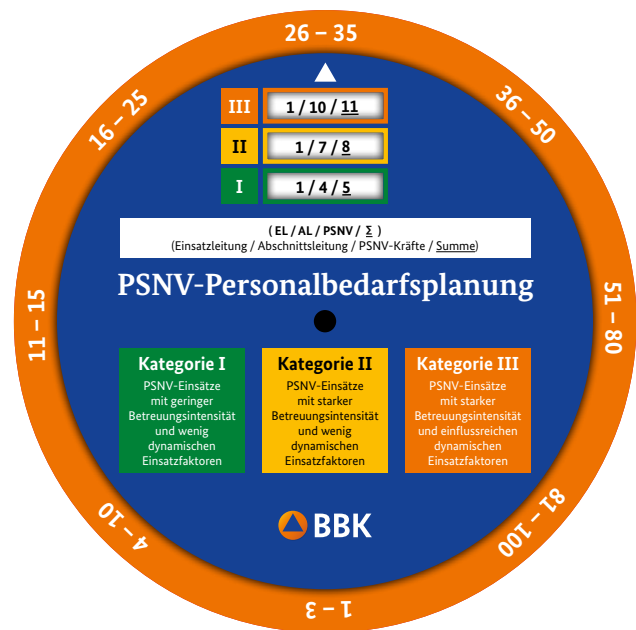 26 – 35
16 – 25
36 – 50
III 1 / 10 / 11
II 1 / 7 / 8
I 1 / 4 / 5
( EL / AL / PSNV / Σ )
(Einsatzleitung / Abschnittsleitung / PSNV-Kräfte / Summe)
PSNV-Personalbedarfsplanung
11 – 15
51 – 80
Kategorie I
PSNV-Einsätze
mit geringer
Betreuungsintensität
und wenig
dynamischen
Einsatzfaktoren
Kategorie II
PSNV-Einsätze
mit starker
Betreuungsintensität
und wenig
dynamischen
Einsatzfaktoren
Kategorie III
PSNV-Einsätze
mit starker
Betreuungsintensität
und einflussreichen
dynamischen
Einsatzfaktoren
4 – 10
81 – 100
BBK
1 – 3